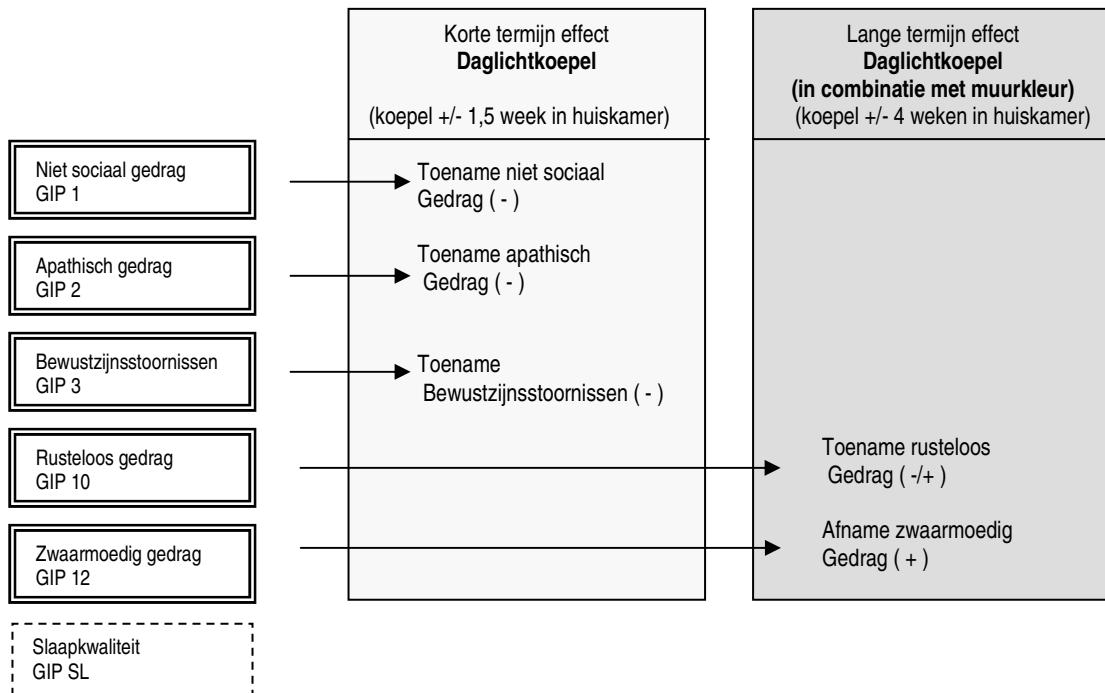 Korte termijn effect
Daglichtkoepel
(koepel +/- 1,5 week in huiskamer)
Lange termijn effect
Daglichtkoepel
(in combinatie met muurkleur)
(koepel +/- 4 weken in huiskamer)
Niet sociaal gedrag
GIP 1
Toename niet sociaal
Gedrag ( - )
Apathisch gedrag
GIP 2
Toename apathisch
Gedrag ( - )
Bewustzijnsstoornissen
GIP 3
Toename
Bewustzijnsstoornissen ( - )
Rusteloos gedrag
GIP 10
Toename rusteloos
Gedrag ( -/+ )
Zwaarmoedig gedrag
GIP 12
Afname zwaarmoedig
Gedrag ( + )
Slaapkwaliteit
GIP SL